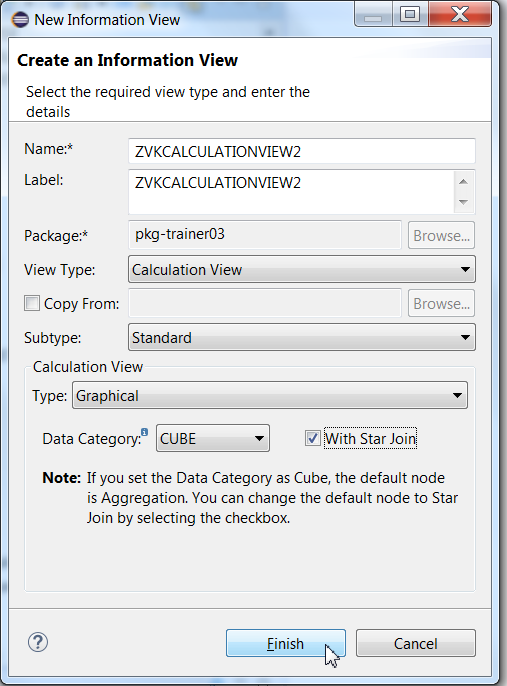 New Information View
Create an Information View
Select the required view type and enter the
details
Name:* ZVKCALCULATIONVIEW2
Label: ZVKCALCULATIONVIEW2
Package:* pkg-trainer03 Browse...
View Type: Calculation View
Copy From: Browse...
Subtype: Standard
Calculation View
Type: Graphical
Data Category: CUBE With Star Join
Note: If you set the Data Category as Cube, the default node
is Aggregation. You can change the default node to Star
Join by selecting the checkbox.
Finish Cancel